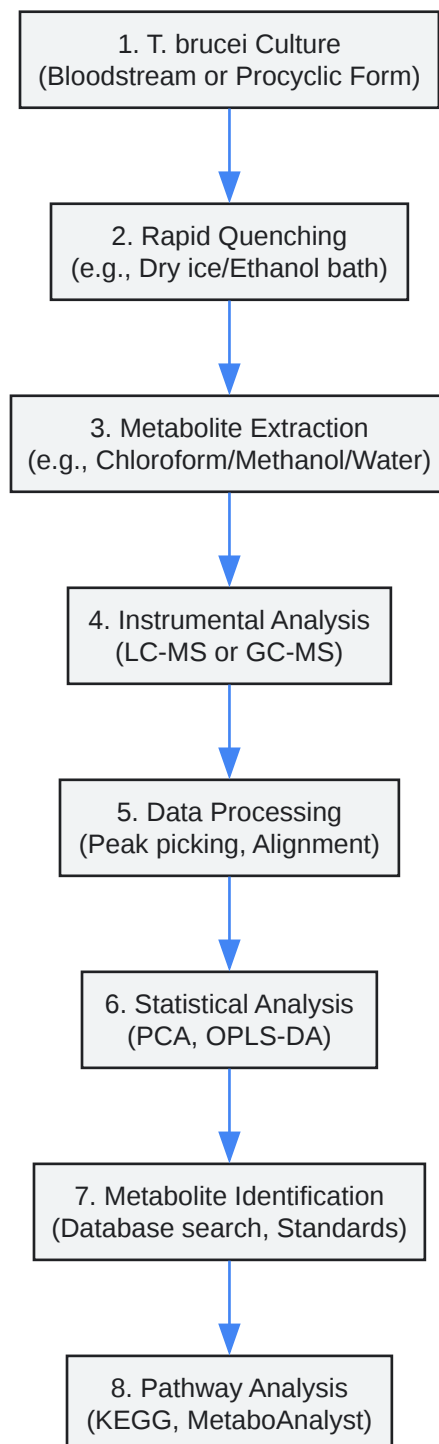 1. T. brucei Culture
(Bloodstream or Procyclic Form)
2. Rapid Quenching
(e.g., Dry ice/Ethanol bath)
3. Metabolite Extraction
(e.g., Chloroform/Methanol/Water)
4. Instrumental Analysis
(LC-MS or GC-MS)
5. Data Processing
(Peak picking, Alignment)
6. Statistical Analysis
(PCA, OPLS-DA)
7. Metabolite Identification
(Database search, Standards)
8. Pathway Analysis
(KEGG, MetaboAnalyst)